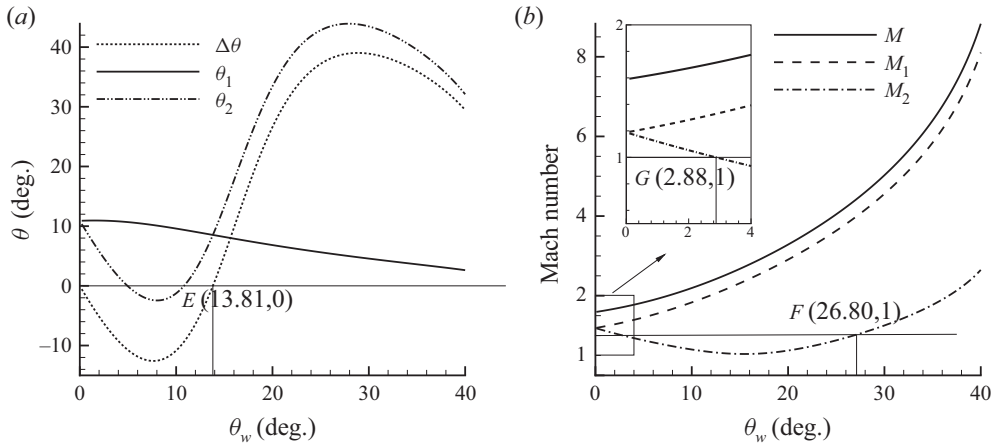 (a)
40
30
20
10
0
–10
θ (deg.)
Δθ
θ1
θ2
E (13.81,0)
0 10 20 30 40
θw (deg.)
(b)
8
6
4
2
1
Mach number
2
1
0 2 4
G (2.88,1)
M
M1
M2
F (26.80,1)
0 10 20 30 40
θw (deg.)